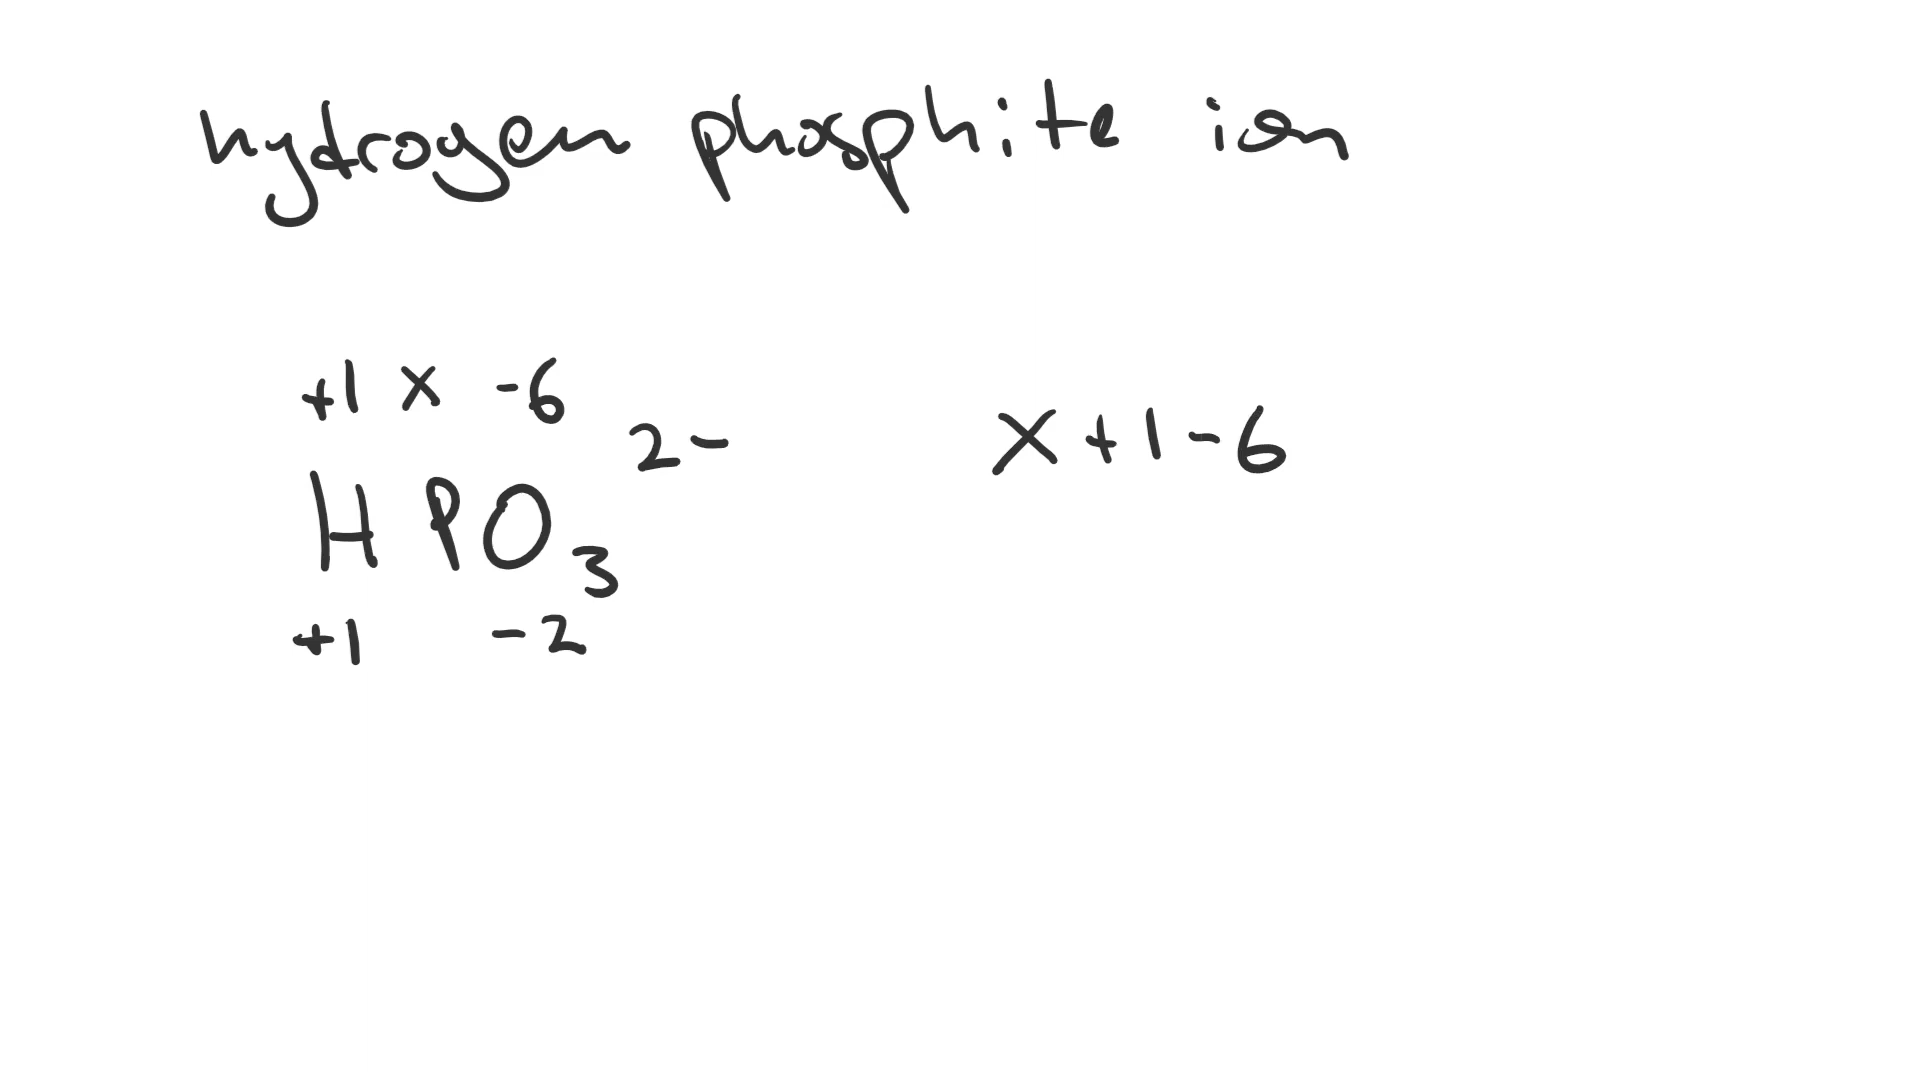 hydrogen phosphite ion
+1 x -6
2-
x+1-6
HPO3
+1 -2